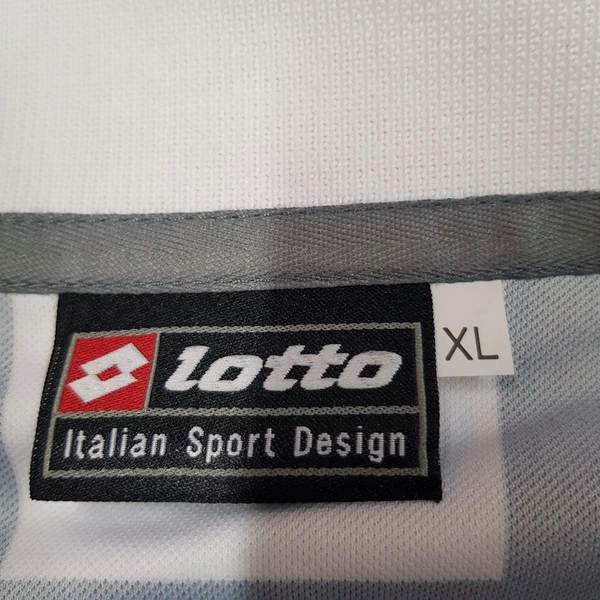 lotto
XL
Italian Sport Design